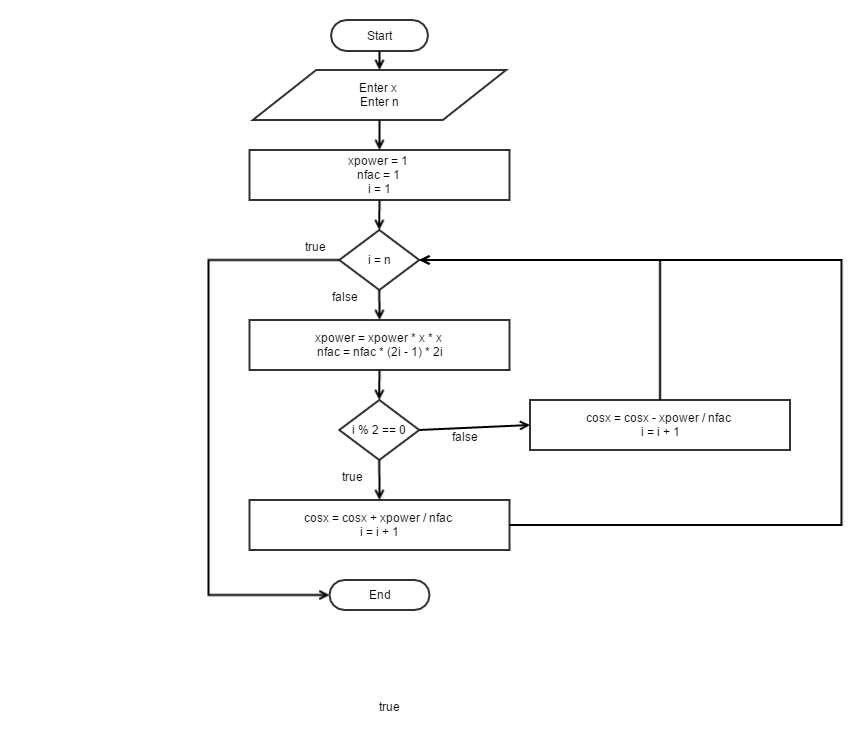 Start
Enter x
Enter n
xpower = 1
nfac = 1
i = 1
true
i = n
false
xpower = xpower * x * x
nfac = nfac * (2i - 1) * 2i
i % 2 == 0
false
cosx = cosx - xpower / nfac
i = i + 1
true
cosx = cosx + xpower / nfac
i = i + 1
End
true